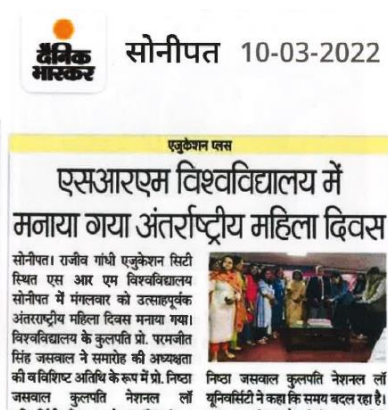 दैनिक
भास्कर
सोनीपत 10-03-2022
एजुकेशन प्लस
एसआरएम विश्वविद्यालय में
मनाया गया अंतर्राष्ट्रीय महिला दिवस
सोनीपत। राजीव गांधी एजुकेशन सिटी
स्थित एस आर एम विश्वविद्यालय
सोनीपत में मंगलवार को उत्साहपूर्वक
अंतरराष्ट्रीय महिला दिवस मनाया गया।
विश्वविद्यालय के कुलपति प्रो. परमजीत
सिंह जसवाल ने समारोह की अध्यक्षता
की व विशिष्ट अतिथि के रूप में प्रो. निष्ठा
जसवाल कुलपति नेशनल लॉ
निष्ठा जसवाल कुलपति नेशनल लॉ
यूनिवर्सिटी ने कहा कि समय बदल रहा है।